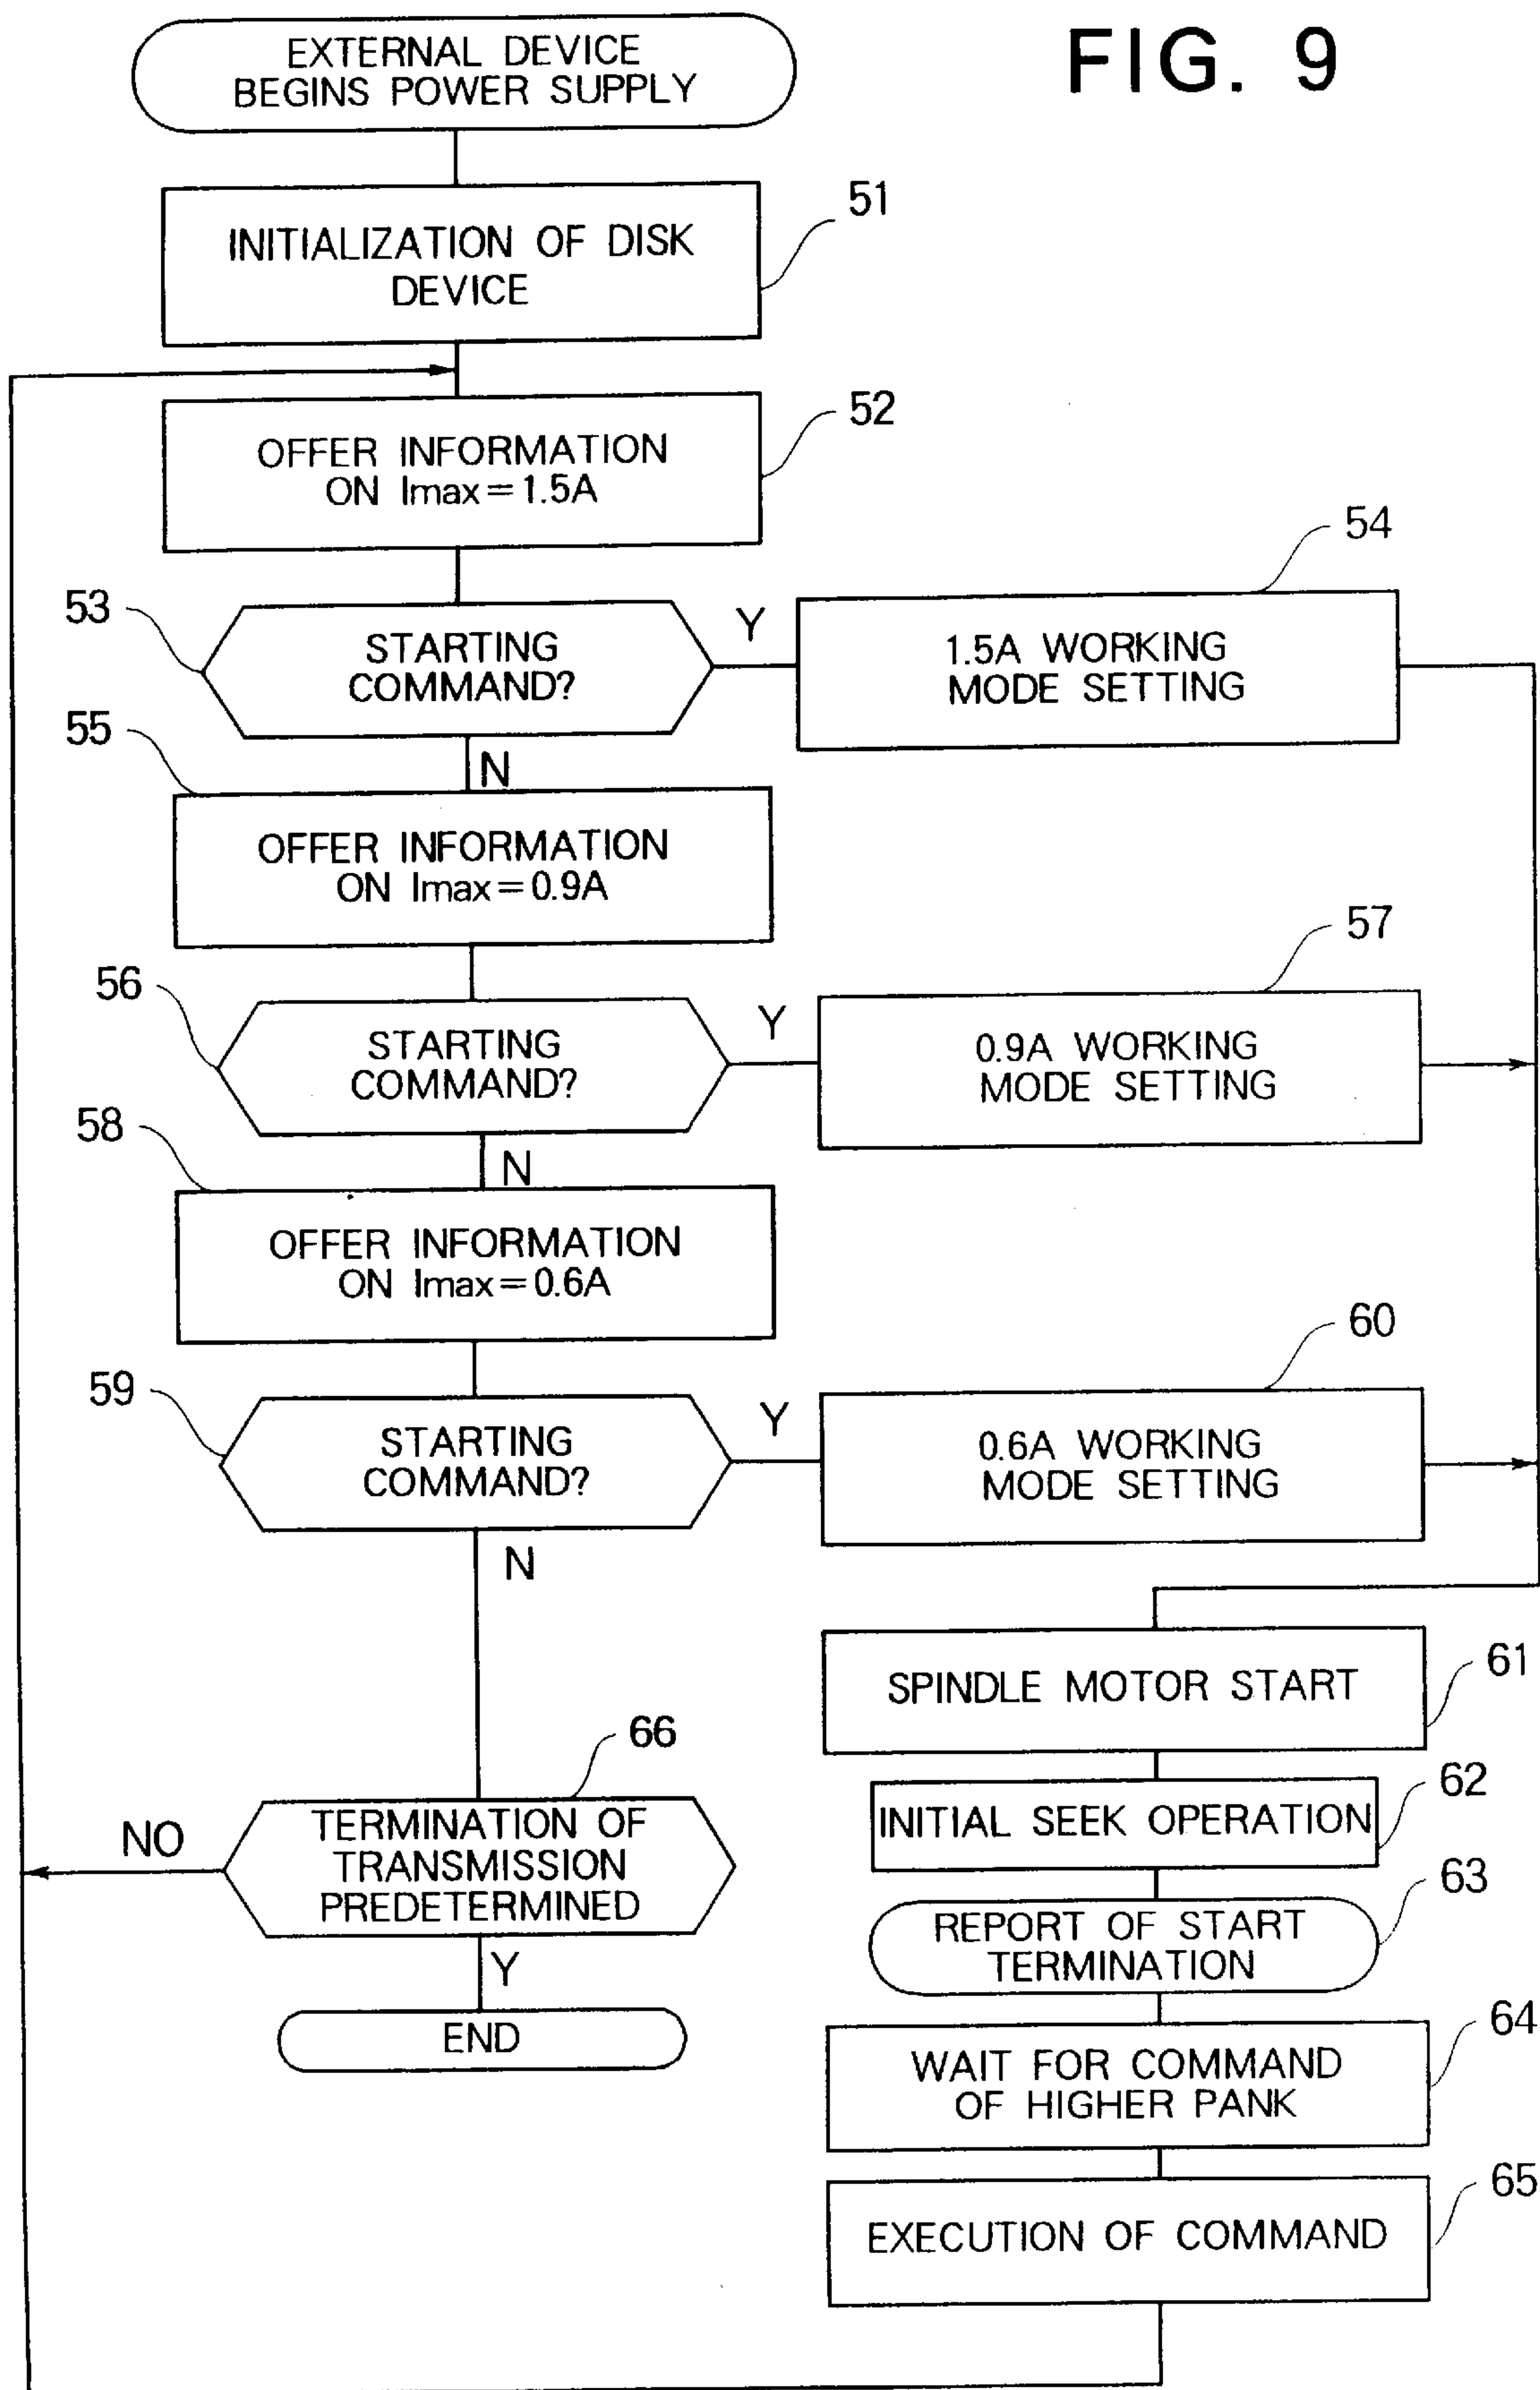 FIG. 9
EXTERNAL DEVICE
BEGINS POWER SUPPLY
51
INITIALIZATION OF DISK
DEVICE
52
OFFER INFORMATION
ON Imax=1.5A
53
STARTING
COMMAND?
Y
54
1.5A WORKING
MODE SETTING
N
55
OFFER INFORMATION
ON Imax=0.9A
56
STARTING
COMMAND?
Y
57
0.9A WORKING
MODE SETTING
N
58
OFFER INFORMATION
ON Imax=0.6A
59
STARTING
COMMAND?
Y
60
0.6A WORKING
MODE SETTING
N
66
TERMINATION OF
TRANSMISSION
PREDETERMINED
NO
Y
END
61
SPINDLE MOTOR START
62
INITIAL SEEK OPERATION
63
REPORT OF START
TERMINATION
64
WAIT FOR COMMAND
OF HIGHER PANK
65
EXECUTION OF COMMAND